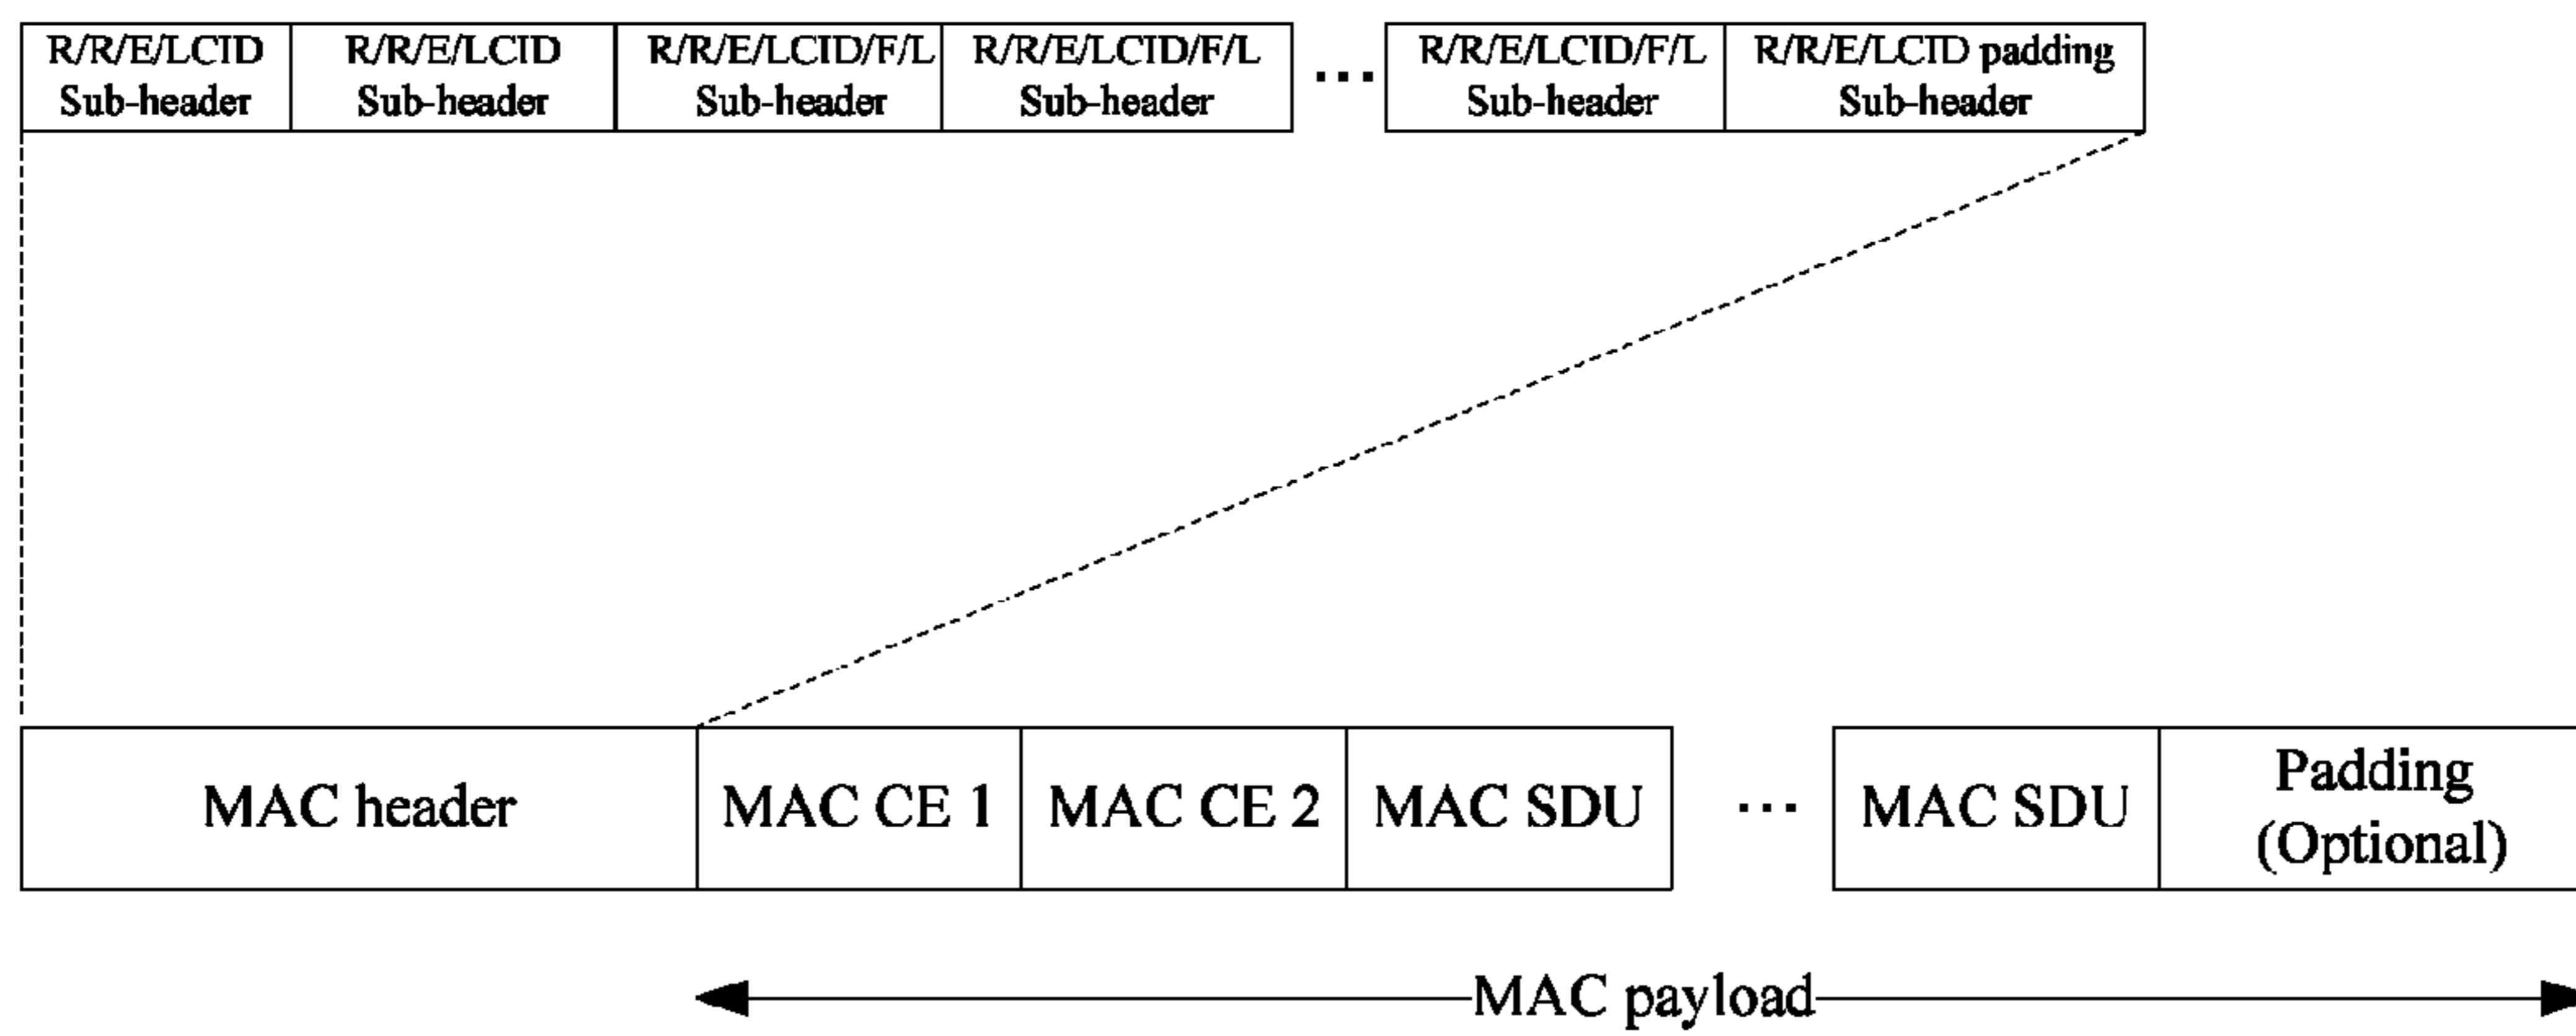 R/R/E/LCID
Sub-header
R/R/E/LCID
Sub-header
R/R/E/LCID/F/L
Sub-header
R/R/E/LCID/F/L
Sub-header
...
R/R/E/LCID/F/L
Sub-header
R/R/E/LCID padding
Sub-header
MAC header
MAC CE 1
MAC CE 2
MAC SDU
...
MAC SDU
Padding
(Optional)
MAC payload